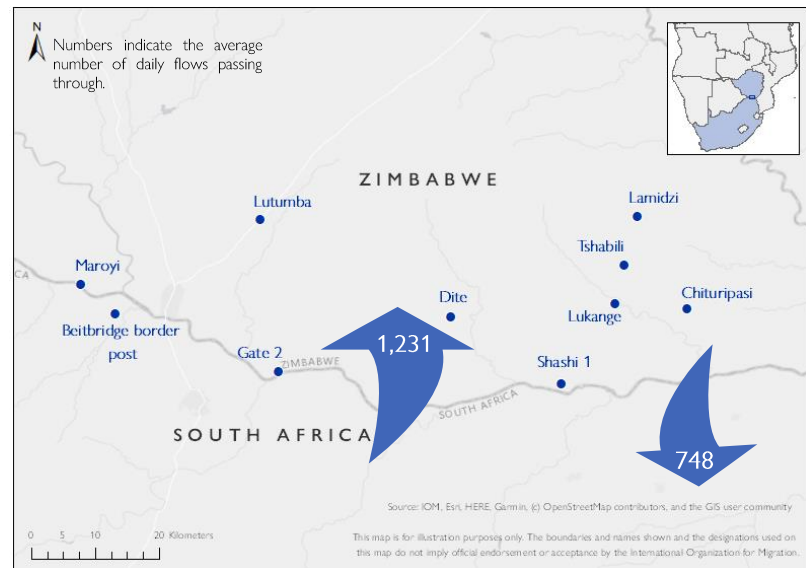 N
Numbers indicate the average
number of daily flows passing
through.
ZIMBABWE
Lutumba
Lamidzi
Tshabili
CA
Maroyi
Dite
Chituripasi
Lukange
Beitbridge border
post
1,231
Gate 2
ZIMBABWE
Shashi 1
SOUTH AFRICA
SOUTH AFRICA
748
Source: IOM, Esri, HERE, Garmin, (c) OpenStreetMap contributors, and the GIS user community
0 5 10 20 Kilometers
This map is for illustration purposes only. The boundaries and names shown and the designations used on
this map do not imply official endorsement or acceptance by the International Organization for Migration.